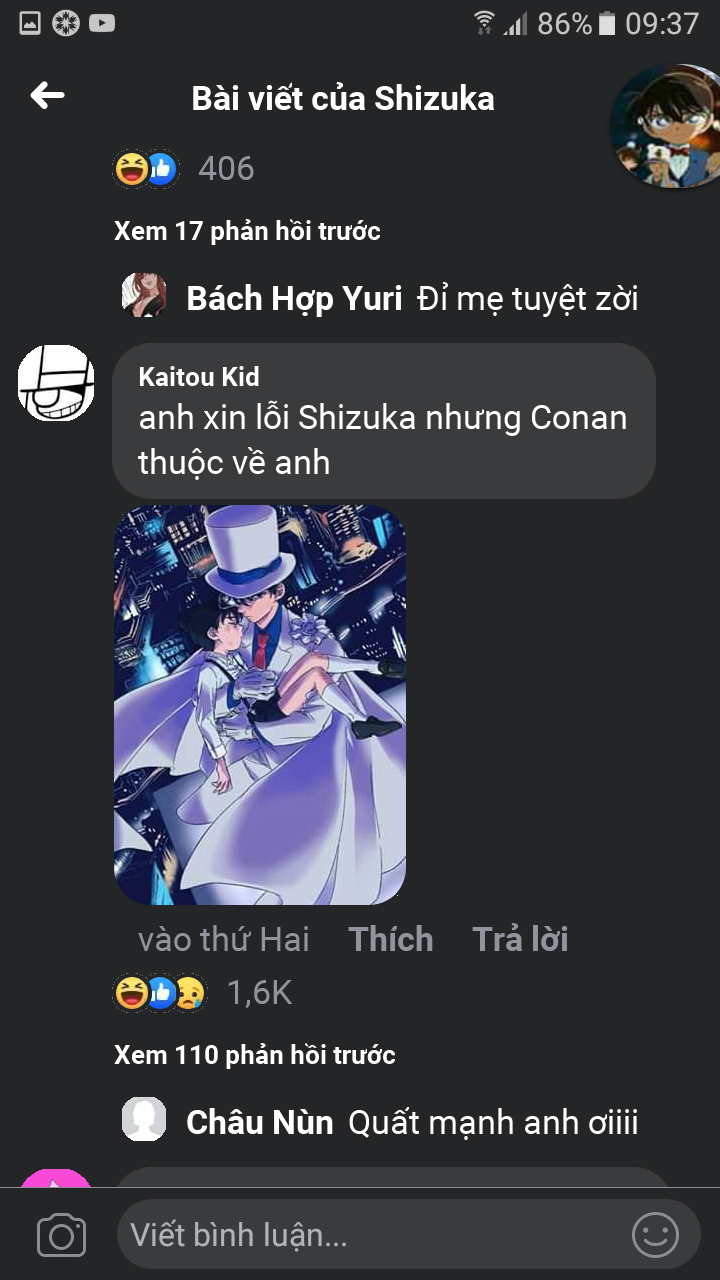 86% 09:37
Bài viết của Shizuka
406
Xem 17 phản hồi trước
Bách Hợp Yuri Đỉ mẹ tuyệt zời
Kaitou Kid
anh xin lỗi Shizuka nhưng Conan
thuộc về anh
vào thứ Hai Thích Trả lời
1,6K
Xem 110 phản hồi trước
Châu Nùn Quất mạnh anh ơiiii
Viết bình luận...